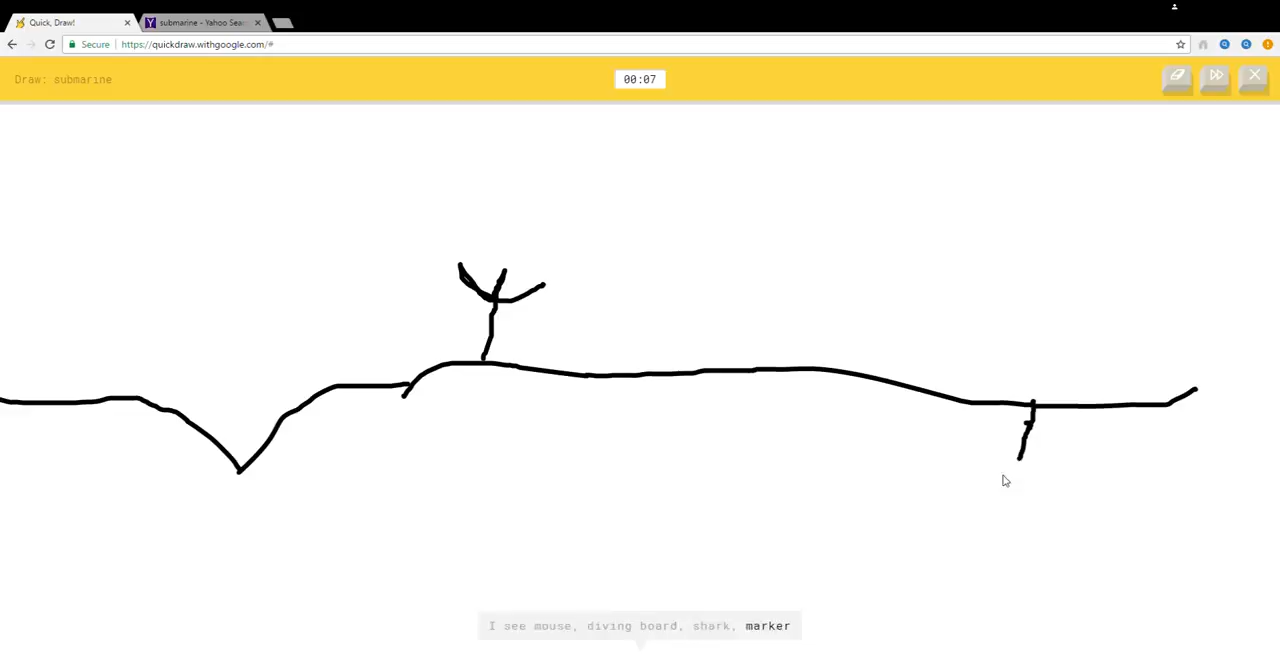 Quick, Draw!
submarine - Yahoo Sear
Secure
https://quickdraw.withgoogle.com/#
Draw: submarine
00:07
I see mouse, diving board, shark, marker